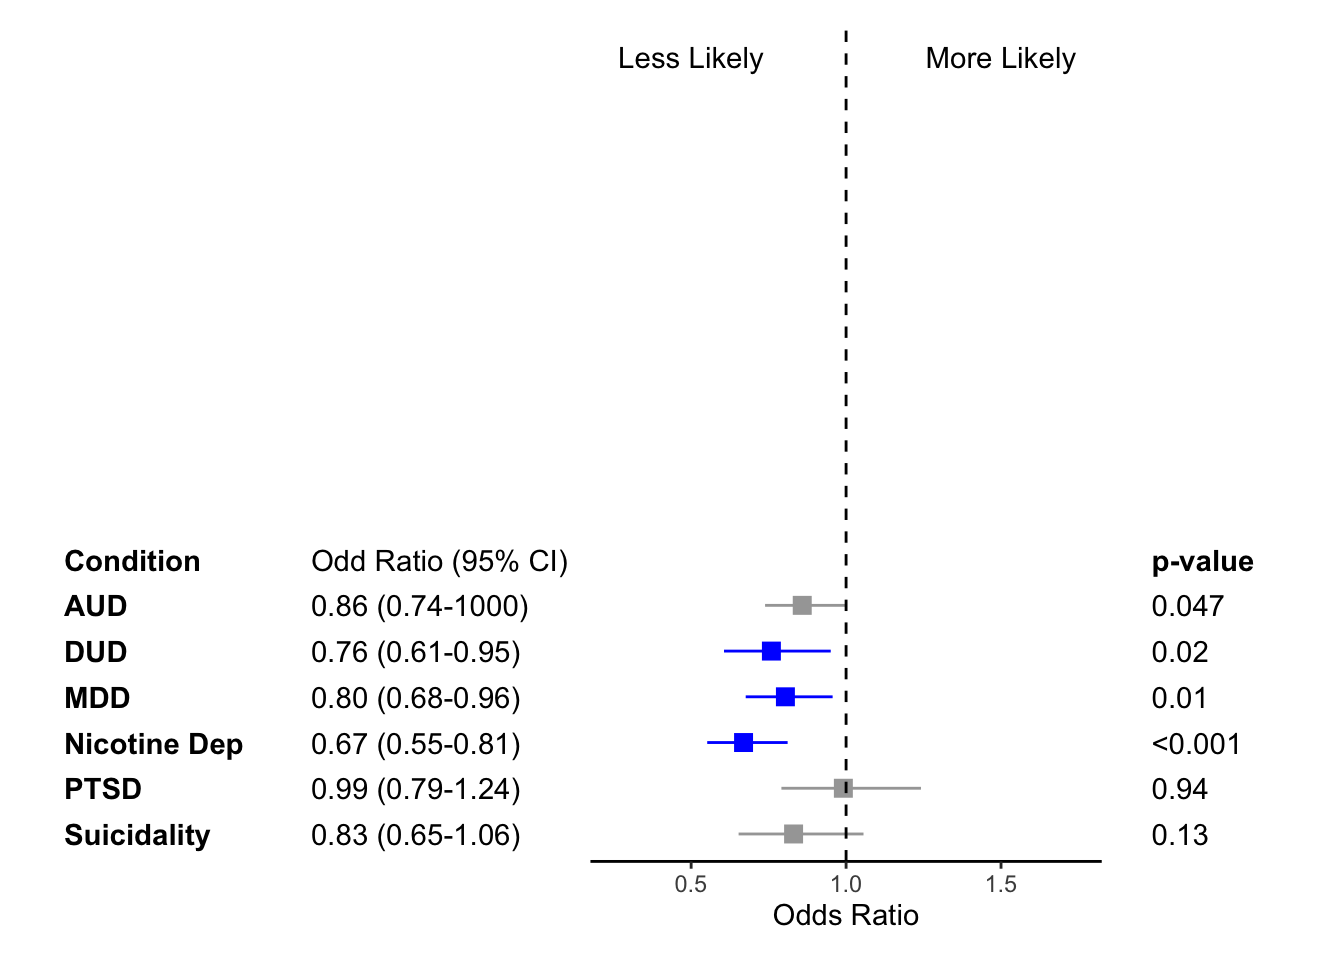 Less Likely More Likely
Condition Odd Ratio (95% CI) p-value
AUD 0.86 (0.74-1000) 0.047
DUD 0.76 (0.61-0.95) 0.02
MDD 0.80 (0.68-0.96) 0.01
Nicotine Dep 0.67 (0.55-0.81) <0.001
PTSD 0.99 (0.79-1.24) 0.94
Suicidality 0.83 (0.65-1.06) 0.13
0.5 1.0 1.5
Odds Ratio